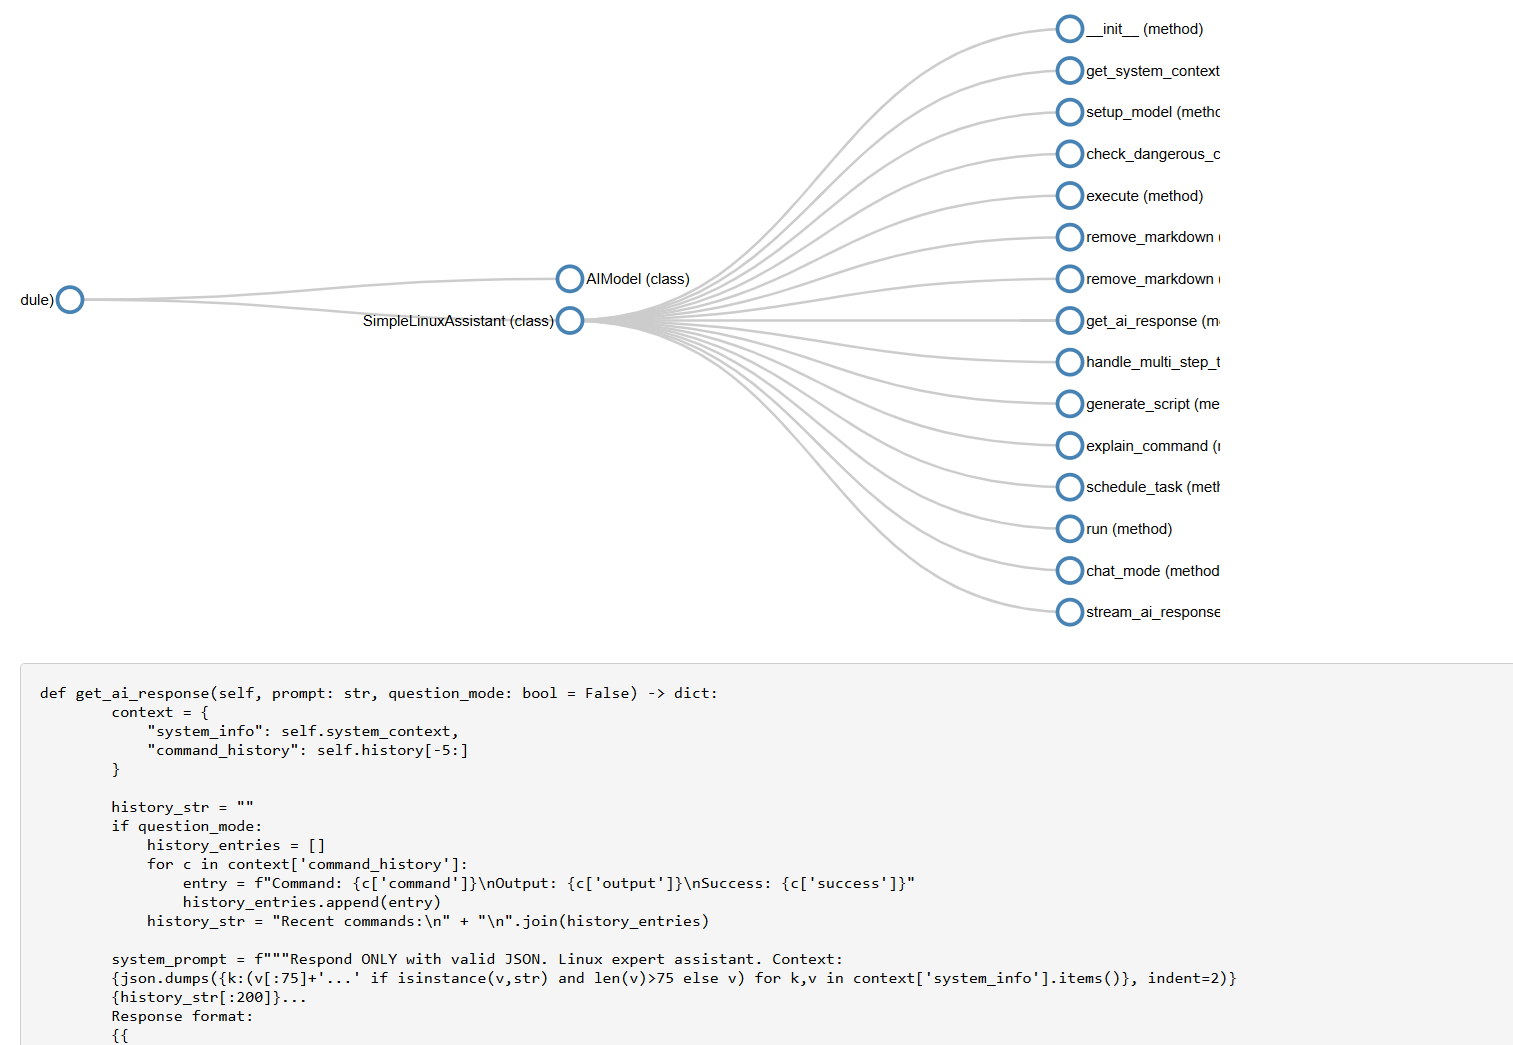 __init__ (method)
get_system_context
setup_model (metho
check_dangerous_c
execute (method)
remove_markdown (
AIModel (class)
remove_markdown (
dule)
SimpleLinuxAssistant (class)
get_ai_response (me
handle_multi_step_t
generate_script (me
explain_command (r
schedule_task (meth
run (method)
chat_mode (method
stream_ai_response
def get_ai_response(self, prompt: str, question_mode: bool = False) -> dict:
        context = {
            "system_info": self.system_context,
            "command_history": self.history[-5:]
        }

        history_str = ""
        if question_mode:
            history_entries = []
            for c in context['command_history']:
                entry = f"Command: {c['command']}\nOutput: {c['output']}\nSuccess: {c['success']}"
                history_entries.append(entry)
            history_str = "Recent commands:\n" + "\n".join(history_entries)

        system_prompt = f"""Respond ONLY with valid JSON. Linux expert assistant. Context:
        {json.dumps({k:(v[:75]+'...' if isinstance(v,str) and len(v)>75 else v) for k,v in context['system_info'].items()}, indent=2)}
        {history_str[:200]}...
        Response format:
        {{